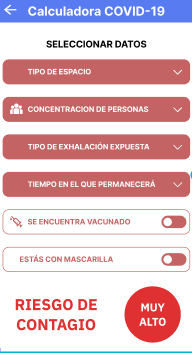 Calculadora COVID-19
SELECCIONAR DATOS
TIPO DE ESPACIO
CONCENTRACION DE PERSONAS
TIPO DE EXHALACIÓN EXPUESTA
TIEMPO EN EL QUE PERMANECERÁ
SE ENCUENTRA VACUNADO
ESTÁS CON MASCARILLA
RIESGO DE
CONTAGIO
MUY
ALTO